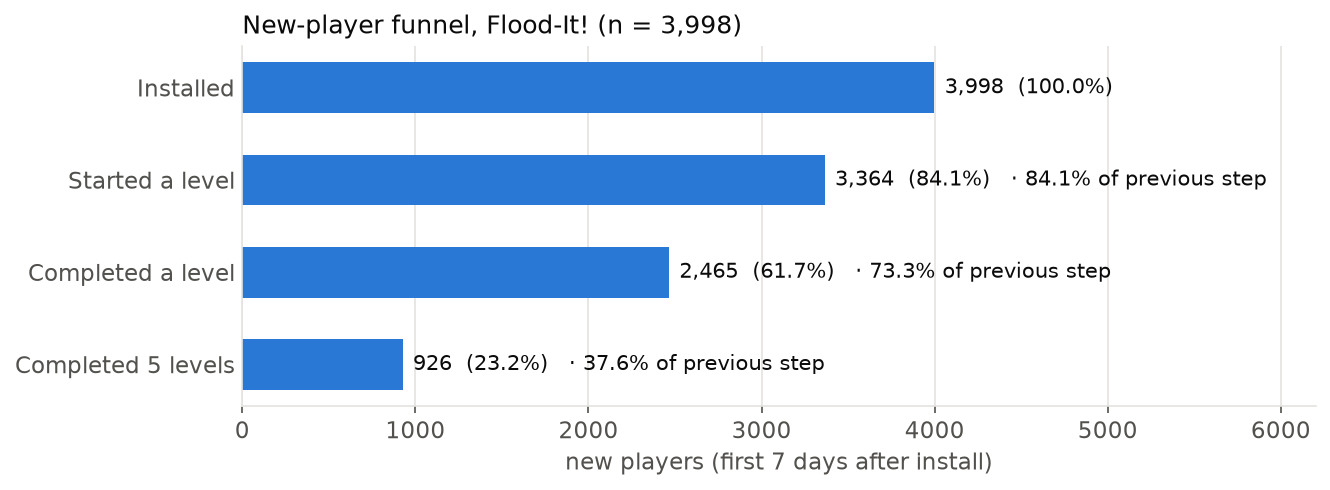 New-player funnel, Flood-It! (n = 3,998)
Installed
3,998 (100.0%)
Started a level
3,364 (84.1%) · 84.1% of previous step
Completed a level
2,465 (61.7%) · 73.3% of previous step
Completed 5 levels
926 (23.2%) · 37.6% of previous step
0 1000 2000 3000 4000 5000 6000
new players (first 7 days after install)